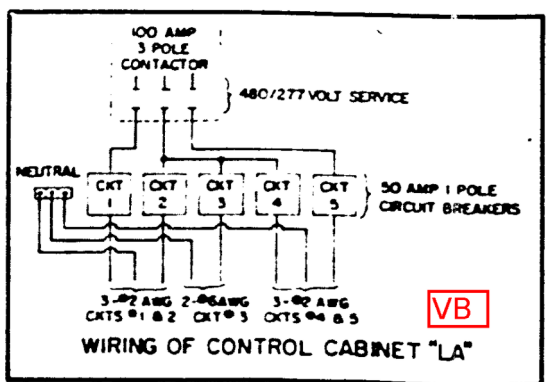 100 AMP
3 POLE
CONTACTOR
480/277 VOLT SERVICE
NEUTRAL
CKT 1
CKT 2
CKT 3
CKT 4
CKT 5
50 AMP 1 POLE
CIRCUIT BREAKERS
3-#2 AWG
CKTS #1 & 2
2-#6AWG
CKT #3
3-#2 AWG
CKTS #4 & 5
VB
WIRING OF CONTROL CABINET "LA"